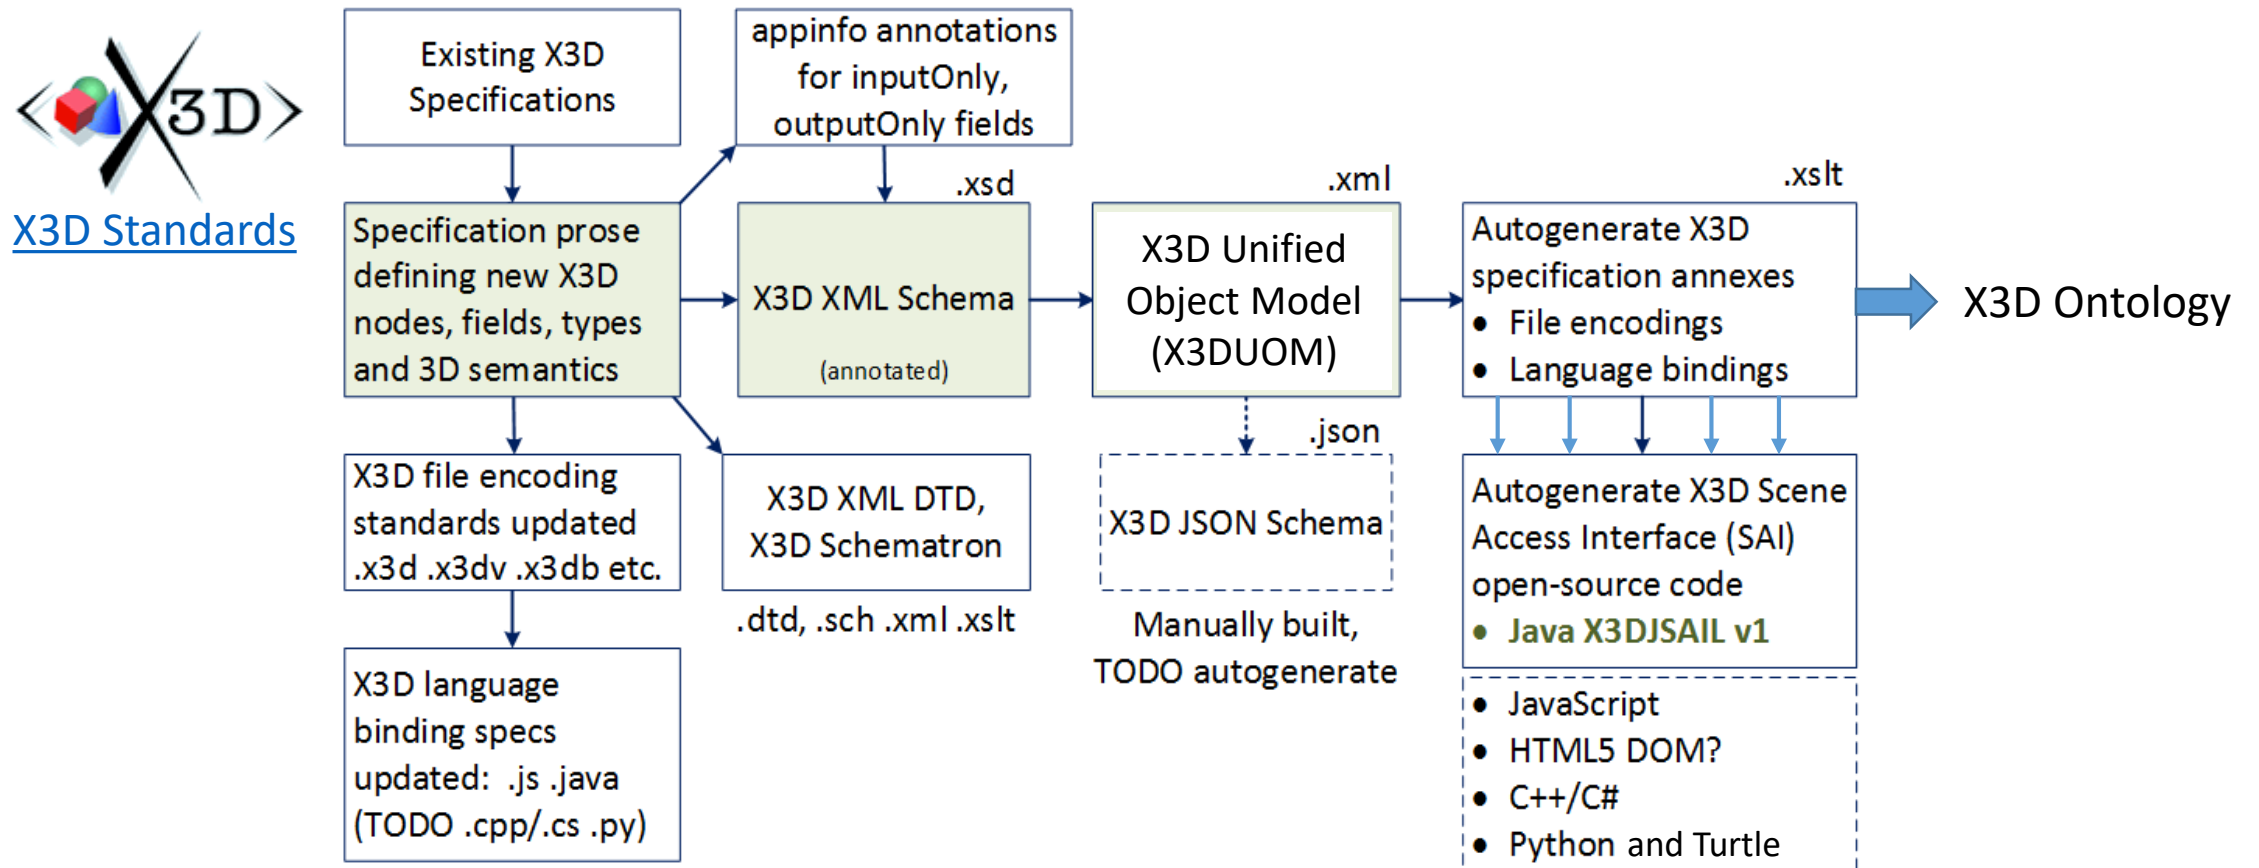 <X3D>
X3D Standards
Existing X3D
Specifications
appinfo annotations
for inputOnly,
outputOnly fields
.xsd
.xml
.xslt
Specification prose
defining new X3D
nodes, fields, types
and 3D semantics
X3D XML Schema
(annotated)
X3D Unified
Object Model
(X3DUOM)
Autogenerate X3D
specification annexes
• File encodings
• Language bindings
X3D Ontology
.json
X3D file encoding
standards updated
.x3d .x3dv .x3db etc.
X3D XML DTD,
X3D Schematron
.dtd, .sch .xml .xslt
X3D JSON Schema
Manually built,
TODO autogenerate
Autogenerate X3D Scene
Access Interface (SAI)
open-source code
• Java X3DJSAIL v1
X3D language
binding specs
updated: .js .java
(TODO .cpp/.cs .py)
• JavaScript
• HTML5 DOM?
• C++/C#
• Python and Turtle